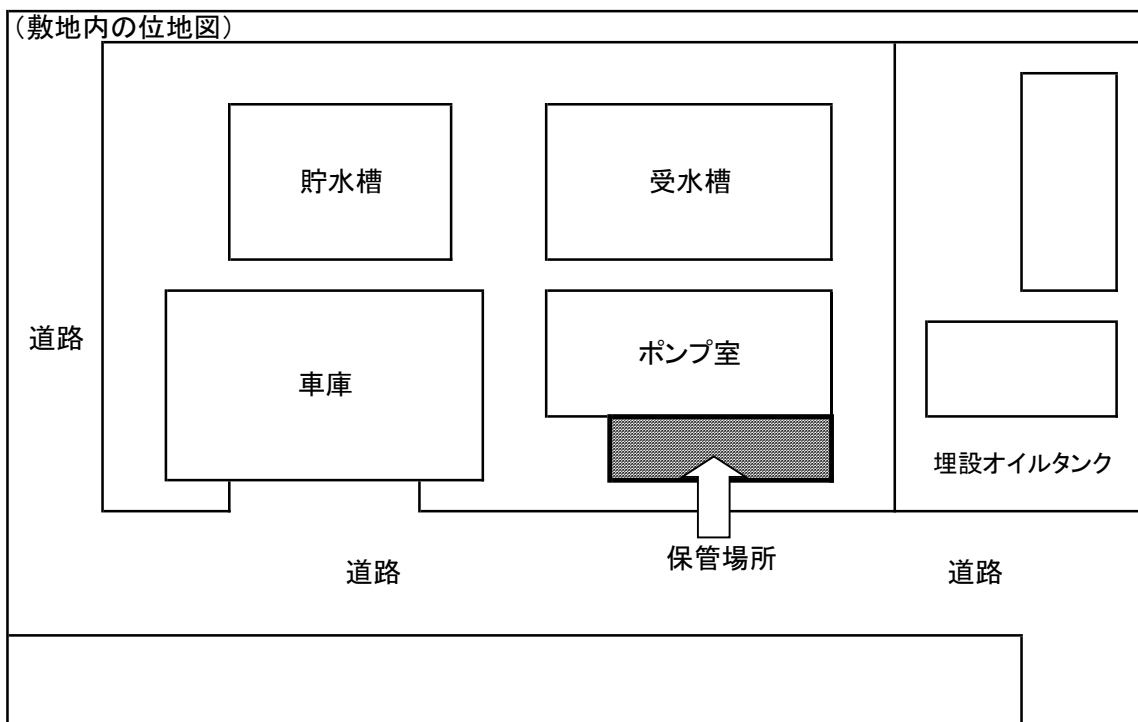 (敷地内の位地図)
貯水槽
受水槽
道路
ポンプ室
車庫
埋設オイルタンク
保管場所
道路
道路